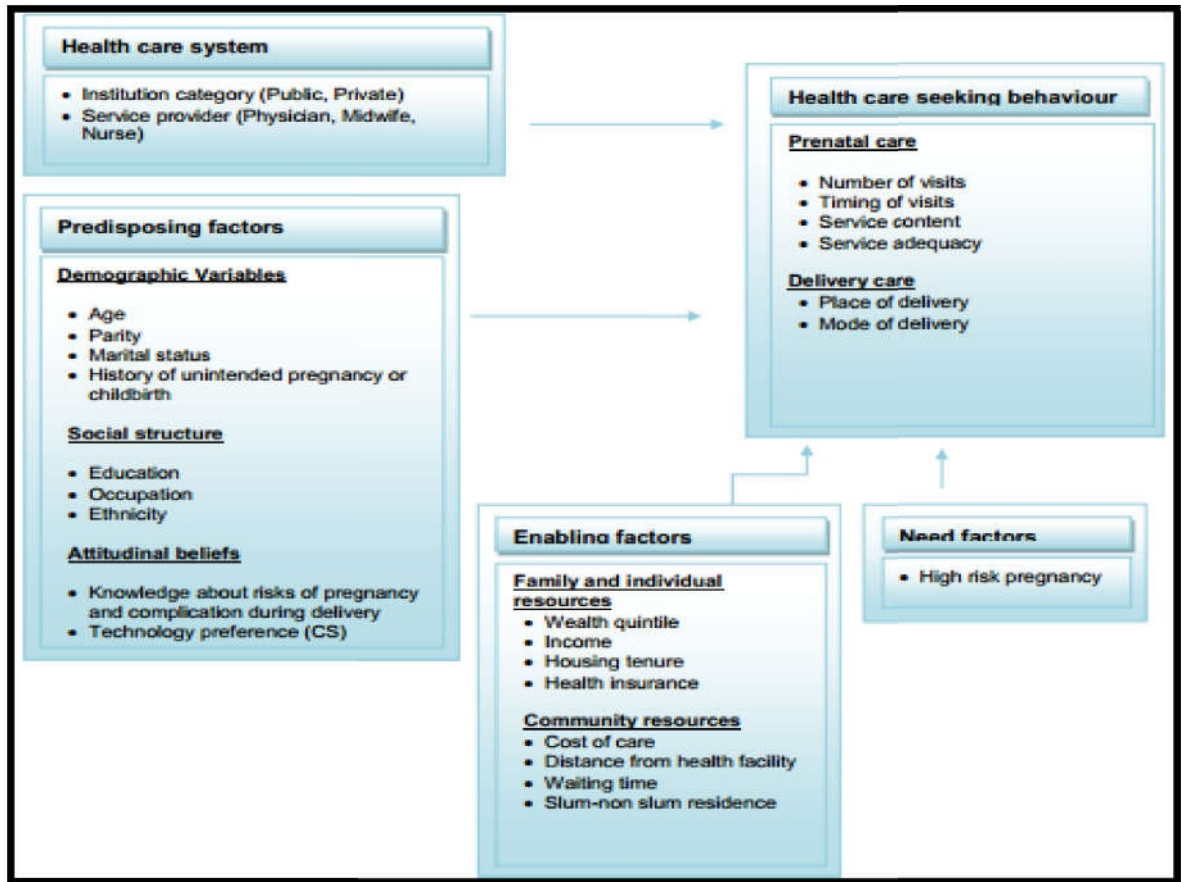 Health care system
• Institution category (Public, Private)
• Service provider (Physician, Midwife,
Nurse)
Predisposing factors
Demographic Variables
• Age
• Parity
• Marital status
• History of unintended pregnancy or
childbirth
Social structure
• Education
• Occupation
• Ethnicity
Attitudinal beliefs
• Knowledge about risks of pregnancy
and complication during delivery
• Technology preference (CS)
Health care seeking behaviour
Prenatal care
• Number of visits
• Timing of visits
• Service content
• Service adequacy
Delivery care
• Place of delivery
• Mode of delivery
Enabling factors
Family and individual
resources
• Wealth quintile
• Income
• Housing tenure
• Health insurance
Community resources
• Cost of care
• Distance from health facility
• Waiting time
• Slum-non slum residence
Need factors
• High risk pregnancy